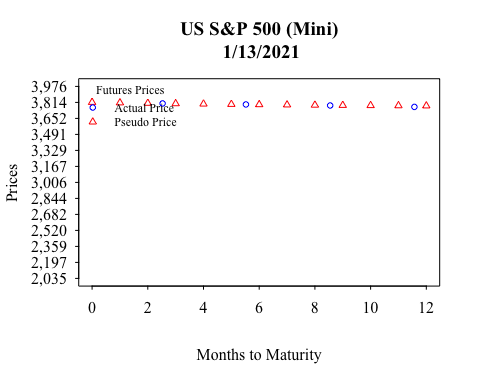 US S&P 500 (Mini)
1/13/2021
3,976
3,814
3,652
3,491
3,329
3,167
3,006
2,844
2,682
2,520
2,359
2,197
2,035
Prices
Futures Prices
Actual Price
Pseudo Price
0 2 4 6 8 10 12
Months to Maturity